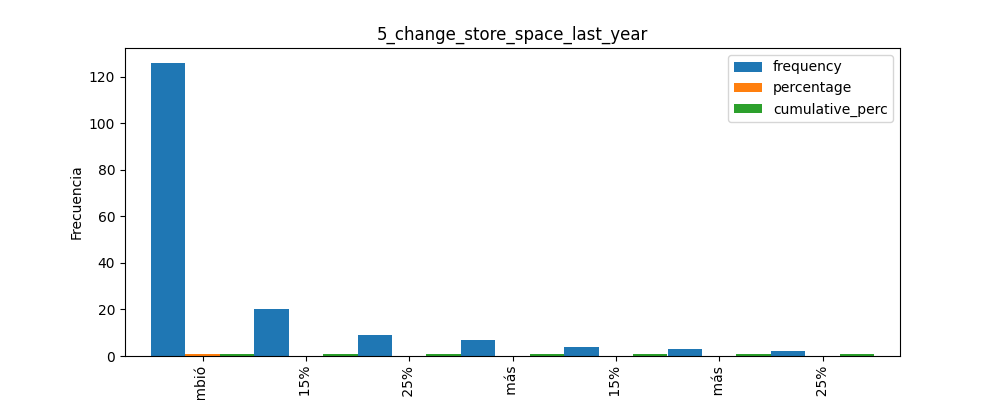 5_change_store_space_last_year
frequency
percentage
cumulative_perc
Frecuencia
120
100
80
60
40
20
0
mbió
15%
25%
más
15%
más
25%